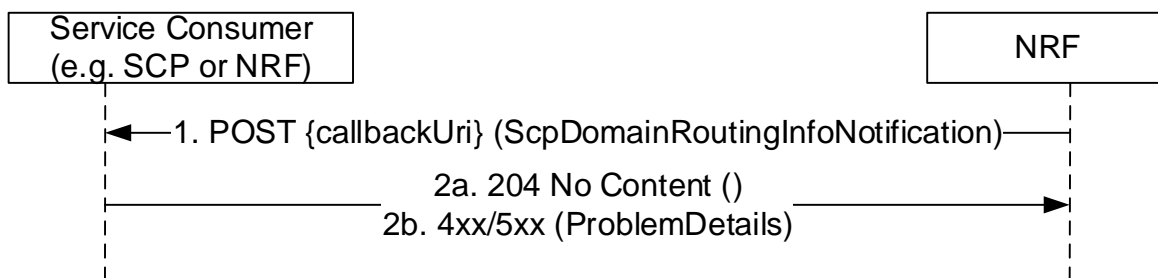 Service Consumer
(e.g. SCP or NRF)
NRF
1. POST {callbackUri} (ScpDomainRoutingInfoNotification)
2a. 204 No Content ()
2b. 4xx/5xx (ProblemDetails)